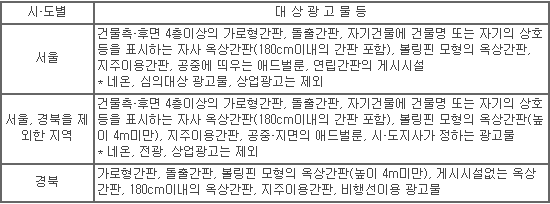 시·도별
대 상 광 고 물 등
서울
건물측·후면 4층이상의 가로형간판, 돌출간판, 자기건물에 건물명 또는 자기의 상호
등을 표시하는 자사 옥상간판(180cm이내의 간판 포함), 볼링핀 모형의 옥상간판,
지주이용간판, 공중에 띄우는 애드벌룬, 연립간판의 게시시설
* 네온, 심의대상 광고물, 상업광고는 제외
서울, 경북을 제
외한 지역
건물측·후면 4층이상의 가로형간판, 돌출간판, 자기건물에 건물명 또는 자기의 상호
등을 표시하는 자사 옥상간판(180cm이내의 간판 포함), 볼링핀 모형의 옥상간판(높
이 4m미만), 지주이용간판, 공중·지면의 애드벌룬, 시·도지사가 정하는 광고물
* 네온, 전광, 상업광고는 제외
경북
가로형간판, 돌출간판, 볼링핀 모형의 옥상간판(높이 4m미만), 게시시설없는 옥상
간판, 180cm이내의 옥상간판, 지주이용간판, 비행선이용 광고물